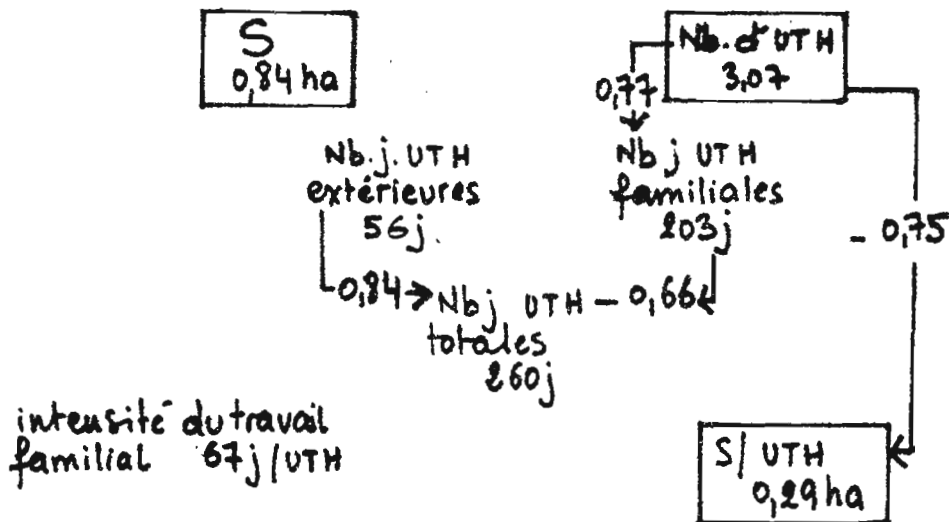 S
0,84 ha
Nb. d'UTH
3,07
0,77
Nb. j. UTH
extérieures
56j.
Nb j UTH
familiales
203j
- 0,75
0,84
Nbj UTH
totales
260j
- 0,66
intensité du travail
familial 67j/UTH
S/ UTH
0,29 ha